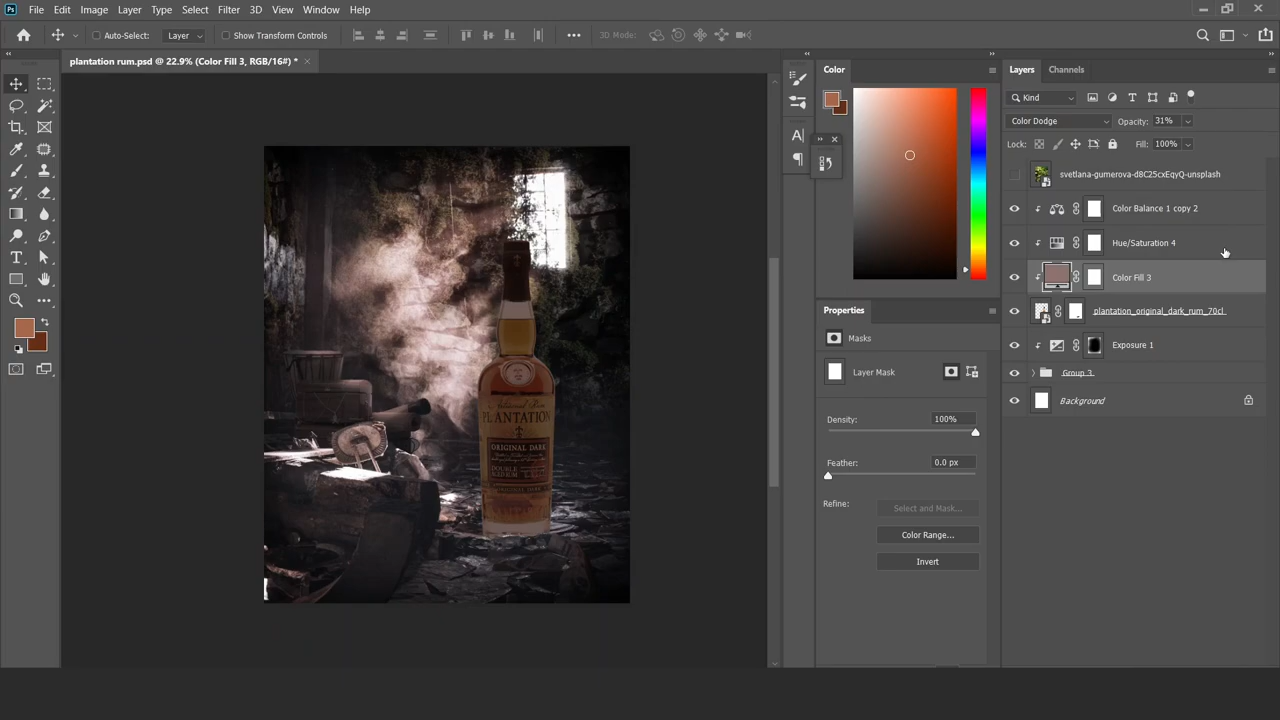 Ps File Edit Image Layer Type Select Filter 3D View Window Help
Auto-Select: Layer Show Transform Controls 3D Mode:
plantation rum.psd @ 22.9% (Color Fill 3, RGB/16#) * ×
Color
Layers Channels
Kind
Color Dodge Opacity: 31%
Lock: Fill: 100%
svetlana-gumerova-d8C25cxEqyQ-unsplash
Color Balance 1 copy 2
Hue/Saturation 4
Color Fill 3
plantation_original_dark_rum_70cl
Exposure 1
Group 3
Background
Properties
Masks
Layer Mask
Density: 100%
Feather: 0.0 px
Refine: Select and Mask...
Color Range...
Invert
PLANTATION
ORIGINAL DARK
DOUBLE